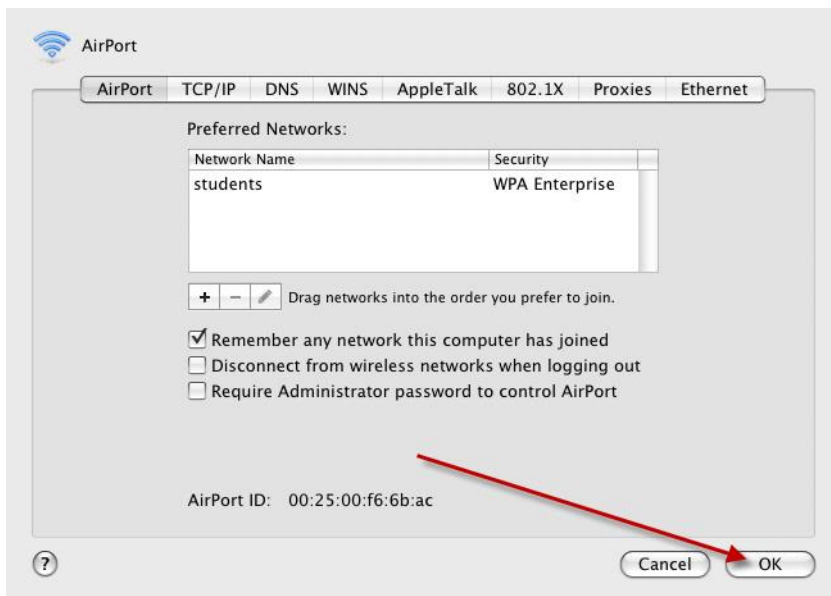 AirPort
AirPort TCP/IP DNS WINS AppleTalk 802.1X Proxies Ethernet
Preferred Networks:
Network Name Security
students WPA Enterprise
+ − Drag networks into the order you prefer to join.
Remember any network this computer has joined
Disconnect from wireless networks when logging out
Require Administrator password to control AirPort
AirPort ID: 00:25:00:f6:6b:ac
? Cancel OK